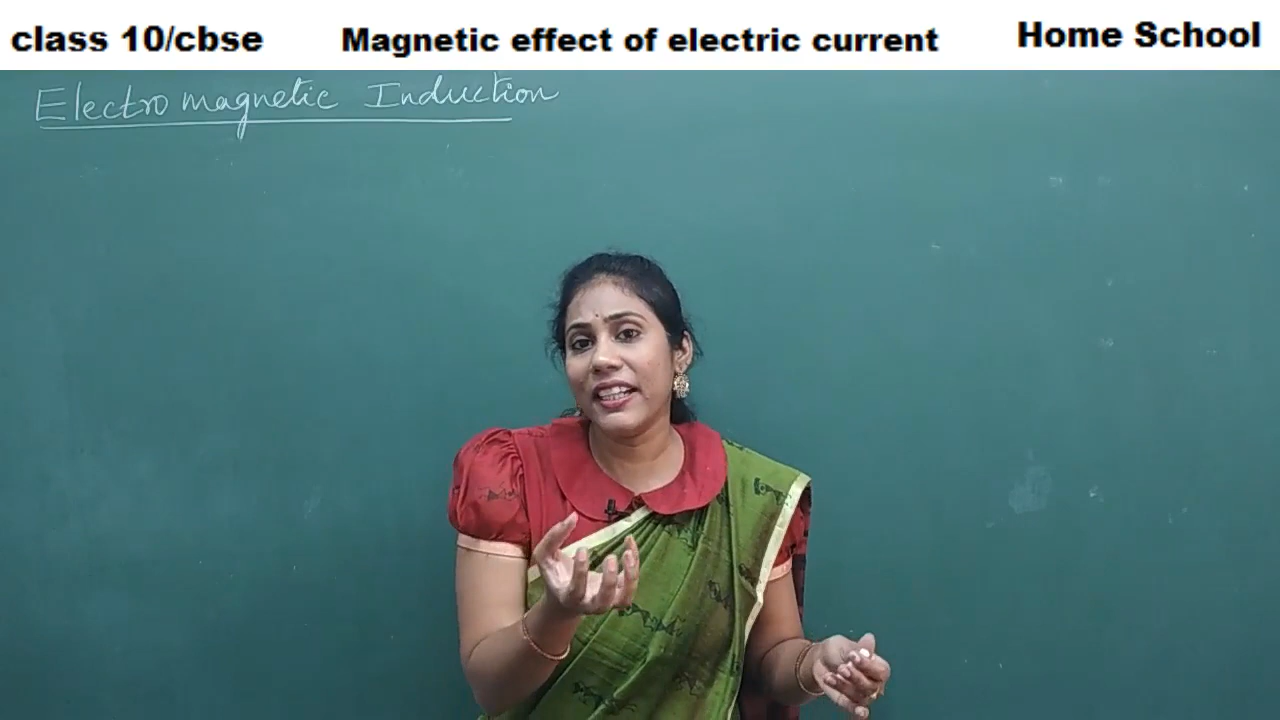 class 10/cbse Magnetic effect of electric current Home School
Electromagnetic Induction